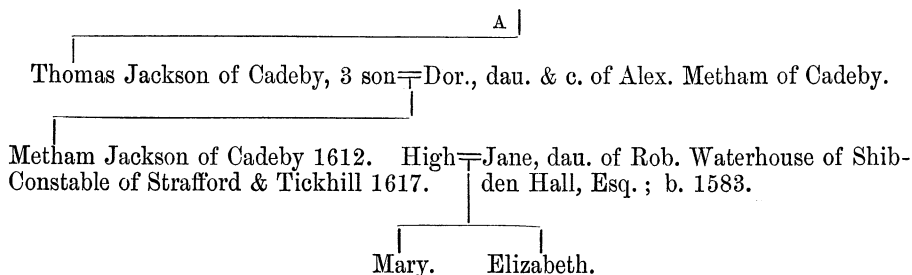 A
Thomas Jackson of Cadeby, 3 son=Dor., dau. & c. of Alex. Metham of Cadeby.
Metham Jackson of Cadeby 1612. High=Jane, dau. of Rob. Waterhouse of Shib-
Constable of Strafford & Tickhill 1617. den Hall, Esq.; b. 1583.
Mary. Elizabeth.